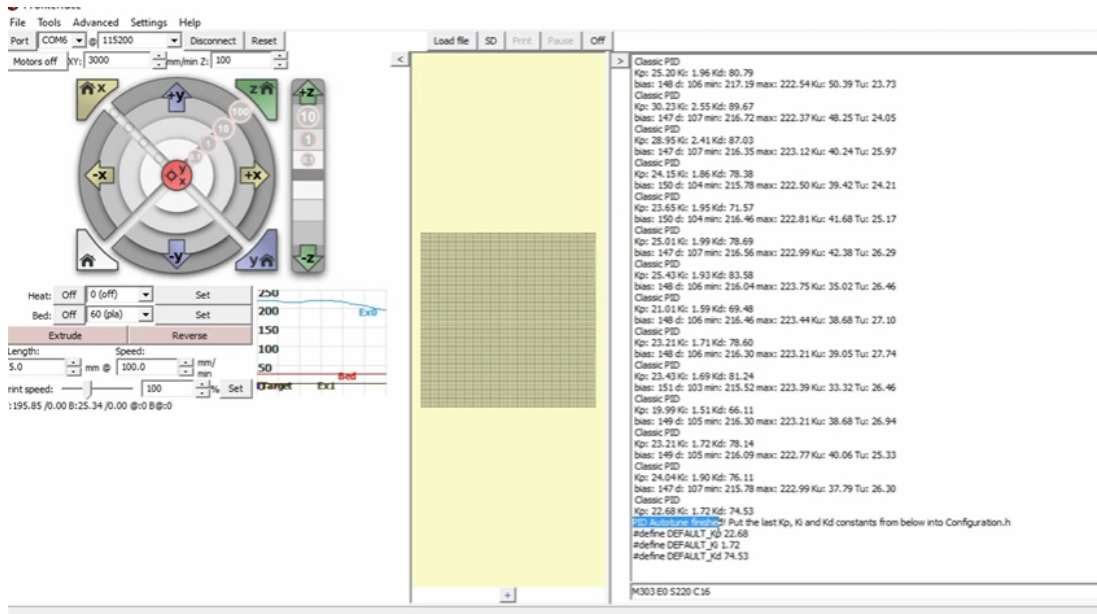 File Tools Advanced Settings Help
Port COM6 @ 115200 Disconnect Reset Load file SD Print Pause Off
Motors off XY: 3000 mm/min Z: 100
< >
x +y z +z
100
10 10
1 1
-x y x +x
-y y -z
Heat: Off 0 (off) Set
Bed: Off 60 (pla) Set
Extrude Reverse
Length: Speed:
5.0 mm @ 100.0 mm/ min
rint speed: 100 % Set
250
200 Ex0
150
100
50 Bed
Target Ex1
:195.85 /0.00 B:25.34 /0.00 @:0 B@:0
+
Classic PID
Kp: 25.20 Ki: 1.96 Kd: 80.79
bias: 148 d: 106 min: 217.19 max: 222.54 Ku: 50.39 Tu: 23.73
Classic PID
Kp: 30.23 Ki: 2.55 Kd: 89.67
bias: 147 d: 107 min: 216.72 max: 222.37 Ku: 48.25 Tu: 24.05
Classic PID
Kp: 28.95 Ki: 2.41 Kd: 87.03
bias: 147 d: 107 min: 216.35 max: 223.12 Ku: 40.24 Tu: 25.97
Classic PID
Kp: 24.15 Ki: 1.86 Kd: 78.38
bias: 150 d: 104 min: 215.78 max: 222.50 Ku: 39.42 Tu: 24.21
Classic PID
Kp: 23.65 Ki: 1.95 Kd: 71.57
bias: 150 d: 104 min: 216.46 max: 222.81 Ku: 41.68 Tu: 25.17
Classic PID
Kp: 25.01 Ki: 1.99 Kd: 78.69
bias: 147 d: 107 min: 216.56 max: 222.99 Ku: 42.38 Tu: 26.29
Classic PID
Kp: 25.43 Ki: 1.93 Kd: 83.58
bias: 148 d: 106 min: 216.04 max: 223.75 Ku: 35.02 Tu: 26.46
Classic PID
Kp: 21.01 Ki: 1.59 Kd: 69.48
bias: 148 d: 106 min: 216.46 max: 223.44 Ku: 38.68 Tu: 27.10
Classic PID
Kp: 23.21 Ki: 1.71 Kd: 78.60
bias: 148 d: 106 min: 216.30 max: 223.21 Ku: 39.05 Tu: 27.74
Classic PID
Kp: 23.43 Ki: 1.69 Kd: 81.24
bias: 151 d: 103 min: 215.52 max: 223.39 Ku: 33.32 Tu: 26.46
Classic PID
Kp: 19.99 Ki: 1.51 Kd: 66.11
bias: 149 d: 105 min: 216.30 max: 223.21 Ku: 38.68 Tu: 26.94
Classic PID
Kp: 23.21 Ki: 1.72 Kd: 78.14
bias: 149 d: 105 min: 216.09 max: 222.77 Ku: 40.06 Tu: 25.33
Classic PID
Kp: 24.04 Ki: 1.90 Kd: 76.11
bias: 147 d: 107 min: 215.78 max: 222.99 Ku: 37.79 Tu: 26.30
Classic PID
Kp: 22.68 Ki: 1.72 Kd: 74.53
PID Autotune finished! Put the last Kp, Ki and Kd constants from below into Configuration.h
#define DEFAULT_Kp 22.68
#define DEFAULT_Ki 1.72
#define DEFAULT_Kd 74.53
M303 E0 S220 C16